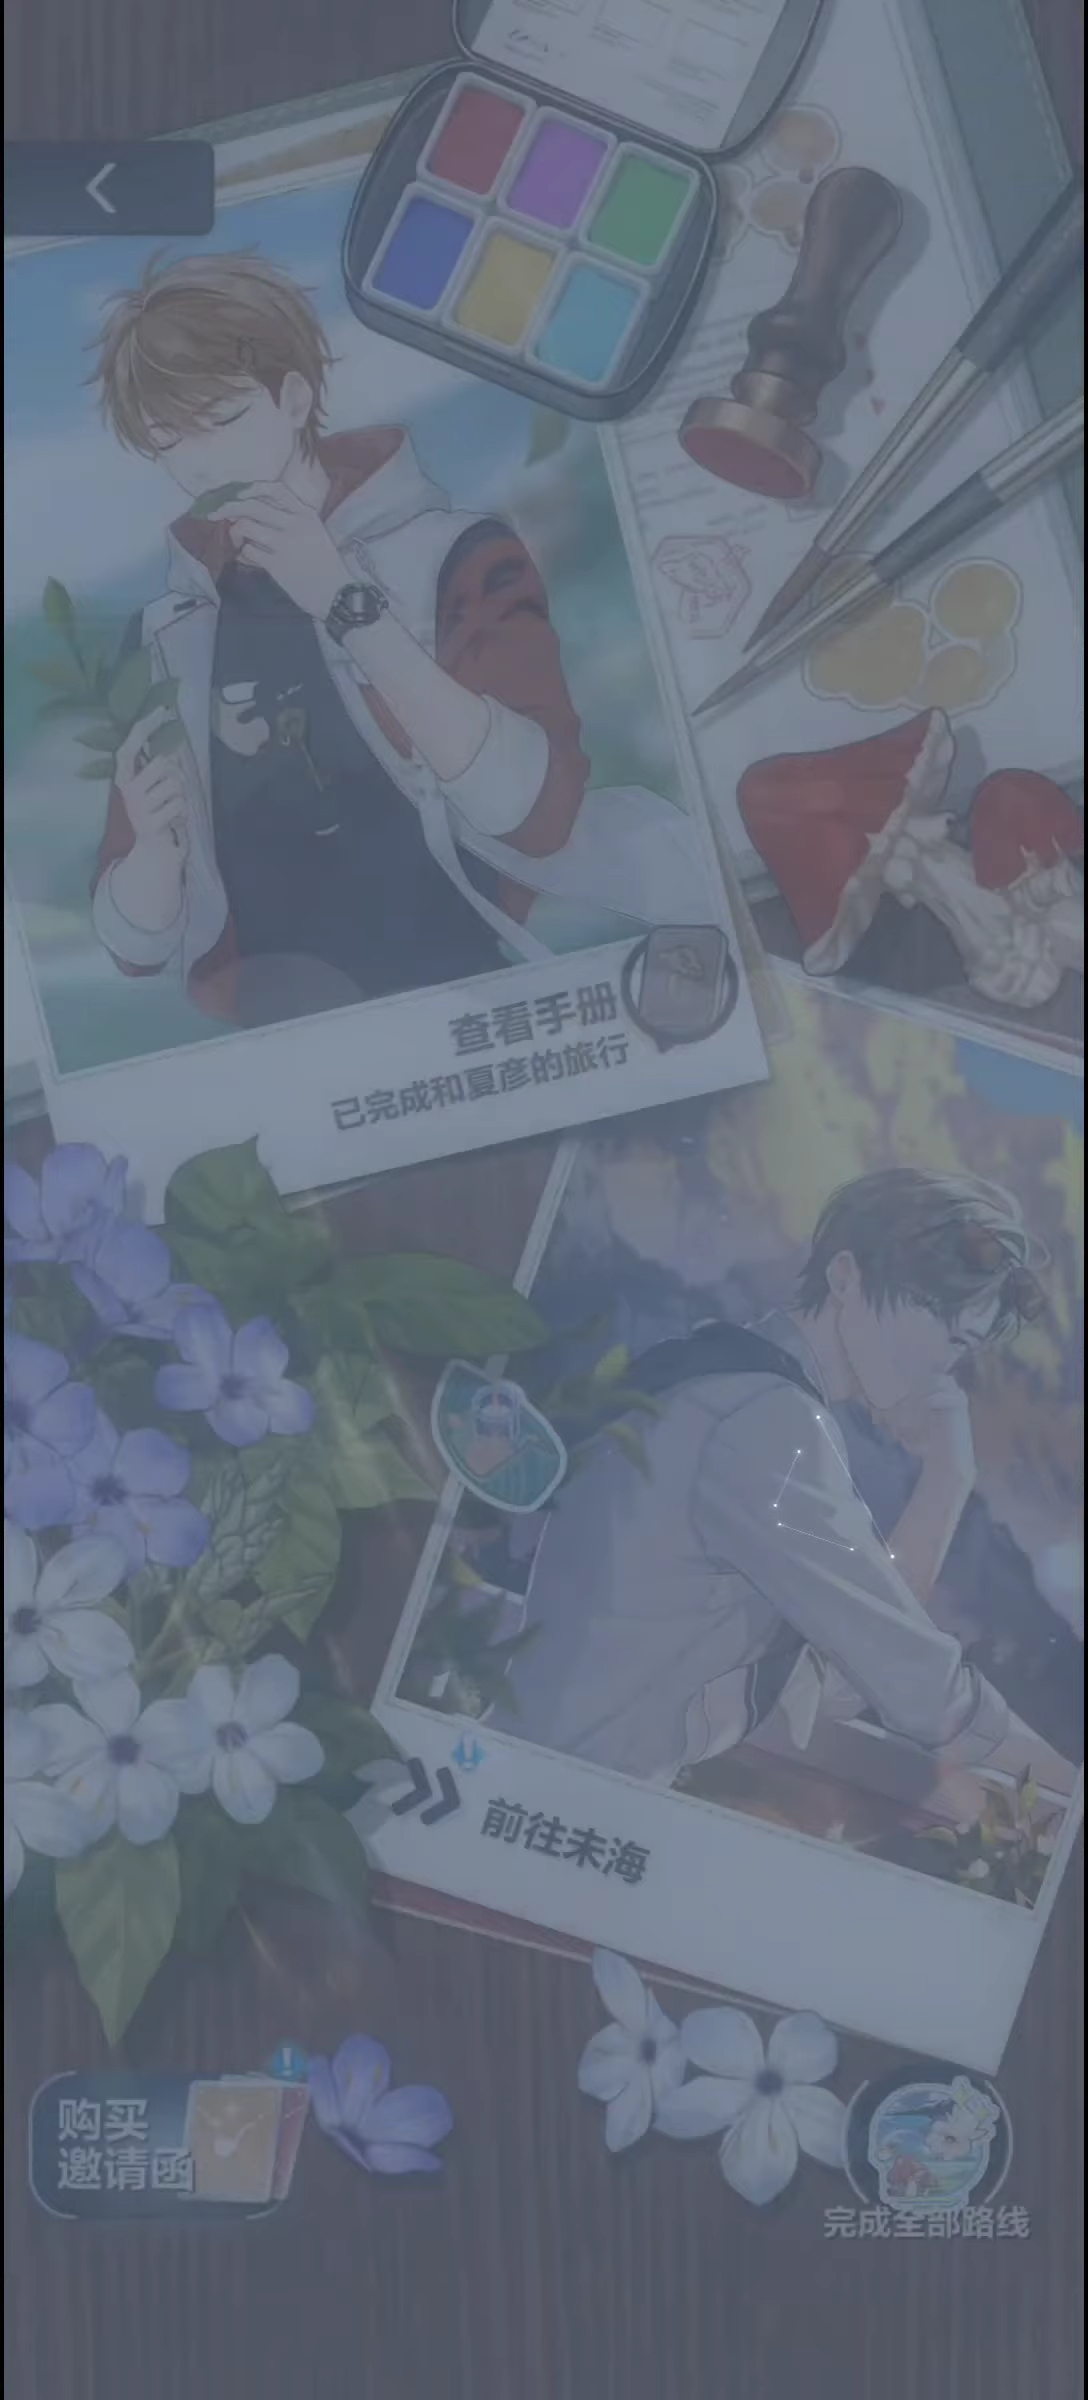 查看手册
已完成和夏彦的旅行
前往未海
购买
邀请函
完成全部路线